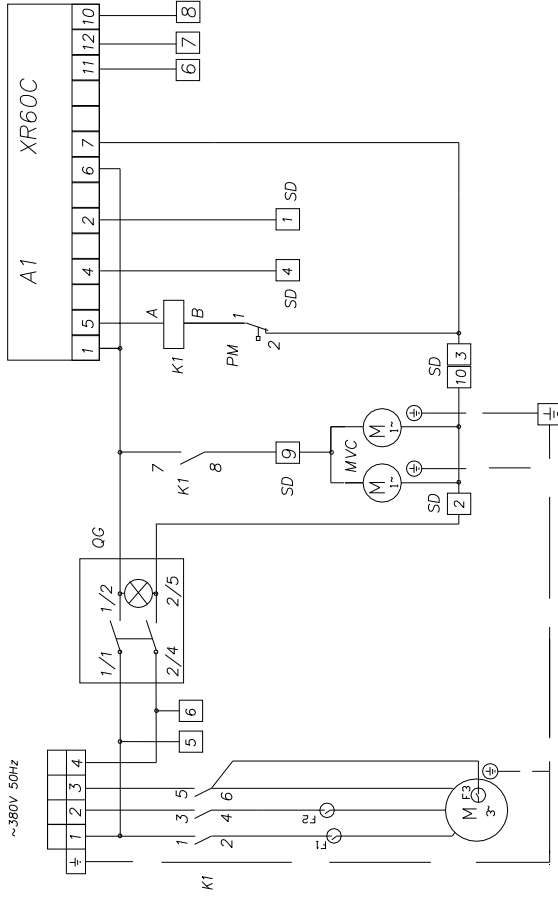 ~380V 50Hz
A1 XR60C
1 2 3 4
1 5 4 2 6 7 11 12 10
QG
1/1 1/2
2/4 2/5
A
7
K1
K1
1 3 5
5 6
6 7 8
B
K1
8
2 4 6
PM
1
2
SD
9
4
SD
1
SD
F2
F1
MVC
M
1~
M
1~
SD
2
SD
10 3
M
F3
3~